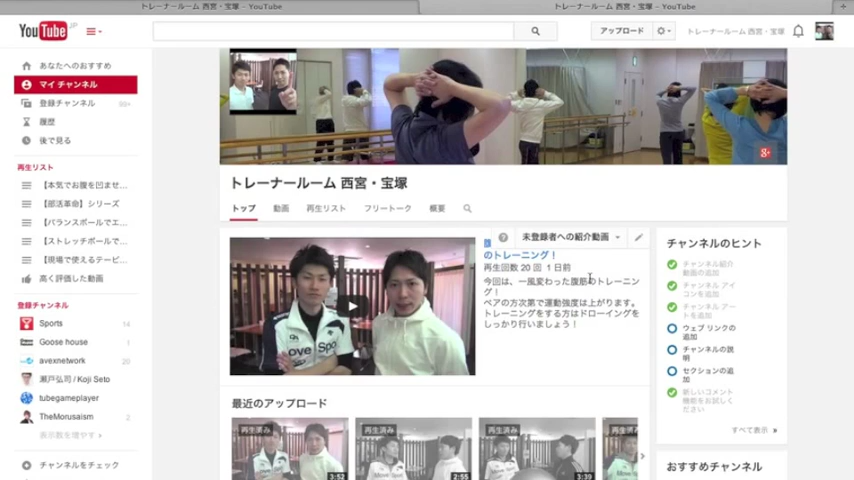 トレーナールーム 西宮・宝塚 – YouTube
トレーナールーム 西宮・宝塚 – YouTube
YouTube JP
アップロード
トレーナールーム 西宮・宝塚
あなたへのおすすめ
マイ チャンネル
登録チャンネル 99+
履歴
後で見る
再生リスト
【本気でお腹を凹ませ...
【部活革命】シリーズ
【バランスボールでエ...
【ストレッチボールで...
【現場で使えるテーピ...
高く評価した動画
登録チャンネル
Sports 14
Goose house 1
avexnetwork 20
瀬戸弘司 / Koji Seto
tubegameplayer
TheMorusaism 2
表示数を増やす
チャンネルをチェック
g+
トレーナールーム 西宮・宝塚
トップ 動画 再生リスト フリートーク 概要
未登録者への紹介動画
のトレーニング！
再生回数 20 回 1 日前
今回は、一風変わった腹筋のトレーニング！
ペアの方次第で運動強度は上がります。
トレーニングをする方はドローイングを
しっかり行いましょう！
最近のアップロード
再生済み 3:52
再生済み 2:55
再生済み 3:39
再生済み
チャンネルのヒント
チャンネル紹介
動画の追加
チャンネル アイ
コンを追加
チャンネル アー
トを追加
ウェブ リンクの
追加
チャンネルの説
明
セクションの追
加
新しいコメント
機能をお試しく
ださい
すべて表示 »
おすすめチャンネル